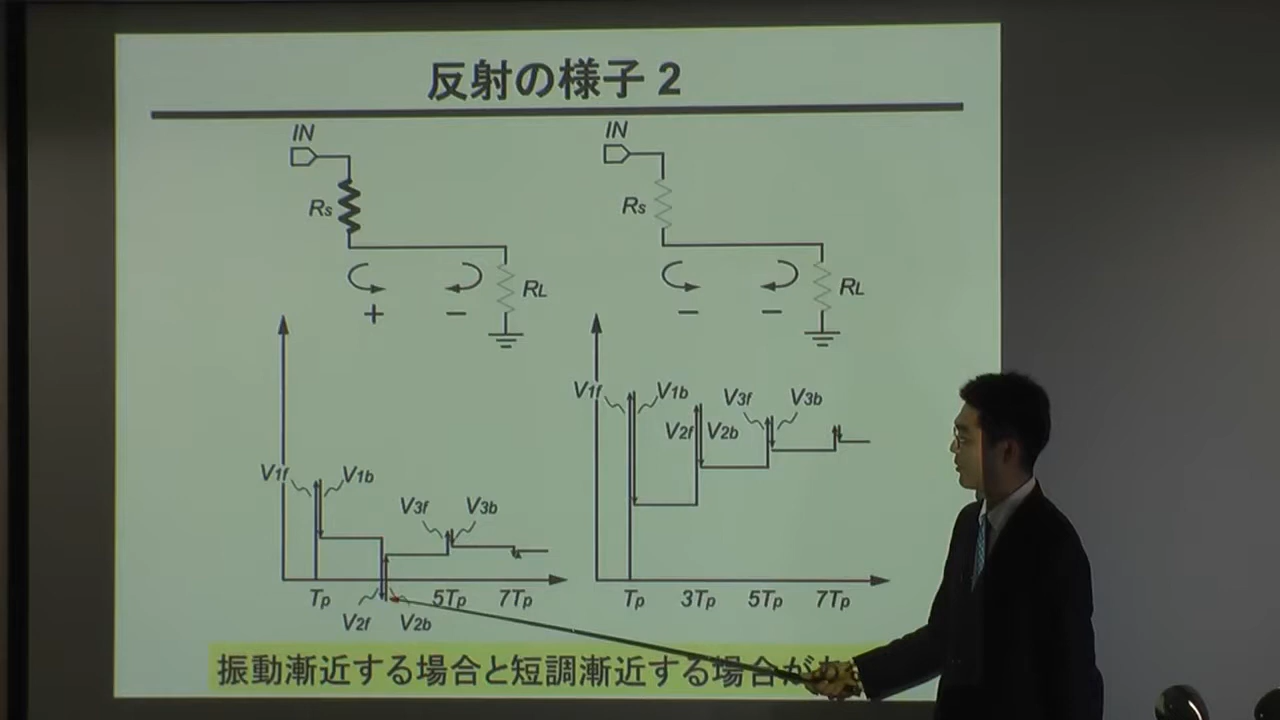 反射の様子 2
IN
Rs
RL
+
−
IN
Rs
RL
−
−
V1f
V1b
V3f
V3b
Tp
5Tp
7Tp
V2f
V2b
V1f
V1b
V3f
V3b
V2f
V2b
Tp
3Tp
5Tp
7Tp
振動漸近する場合と短調漸近する場合が